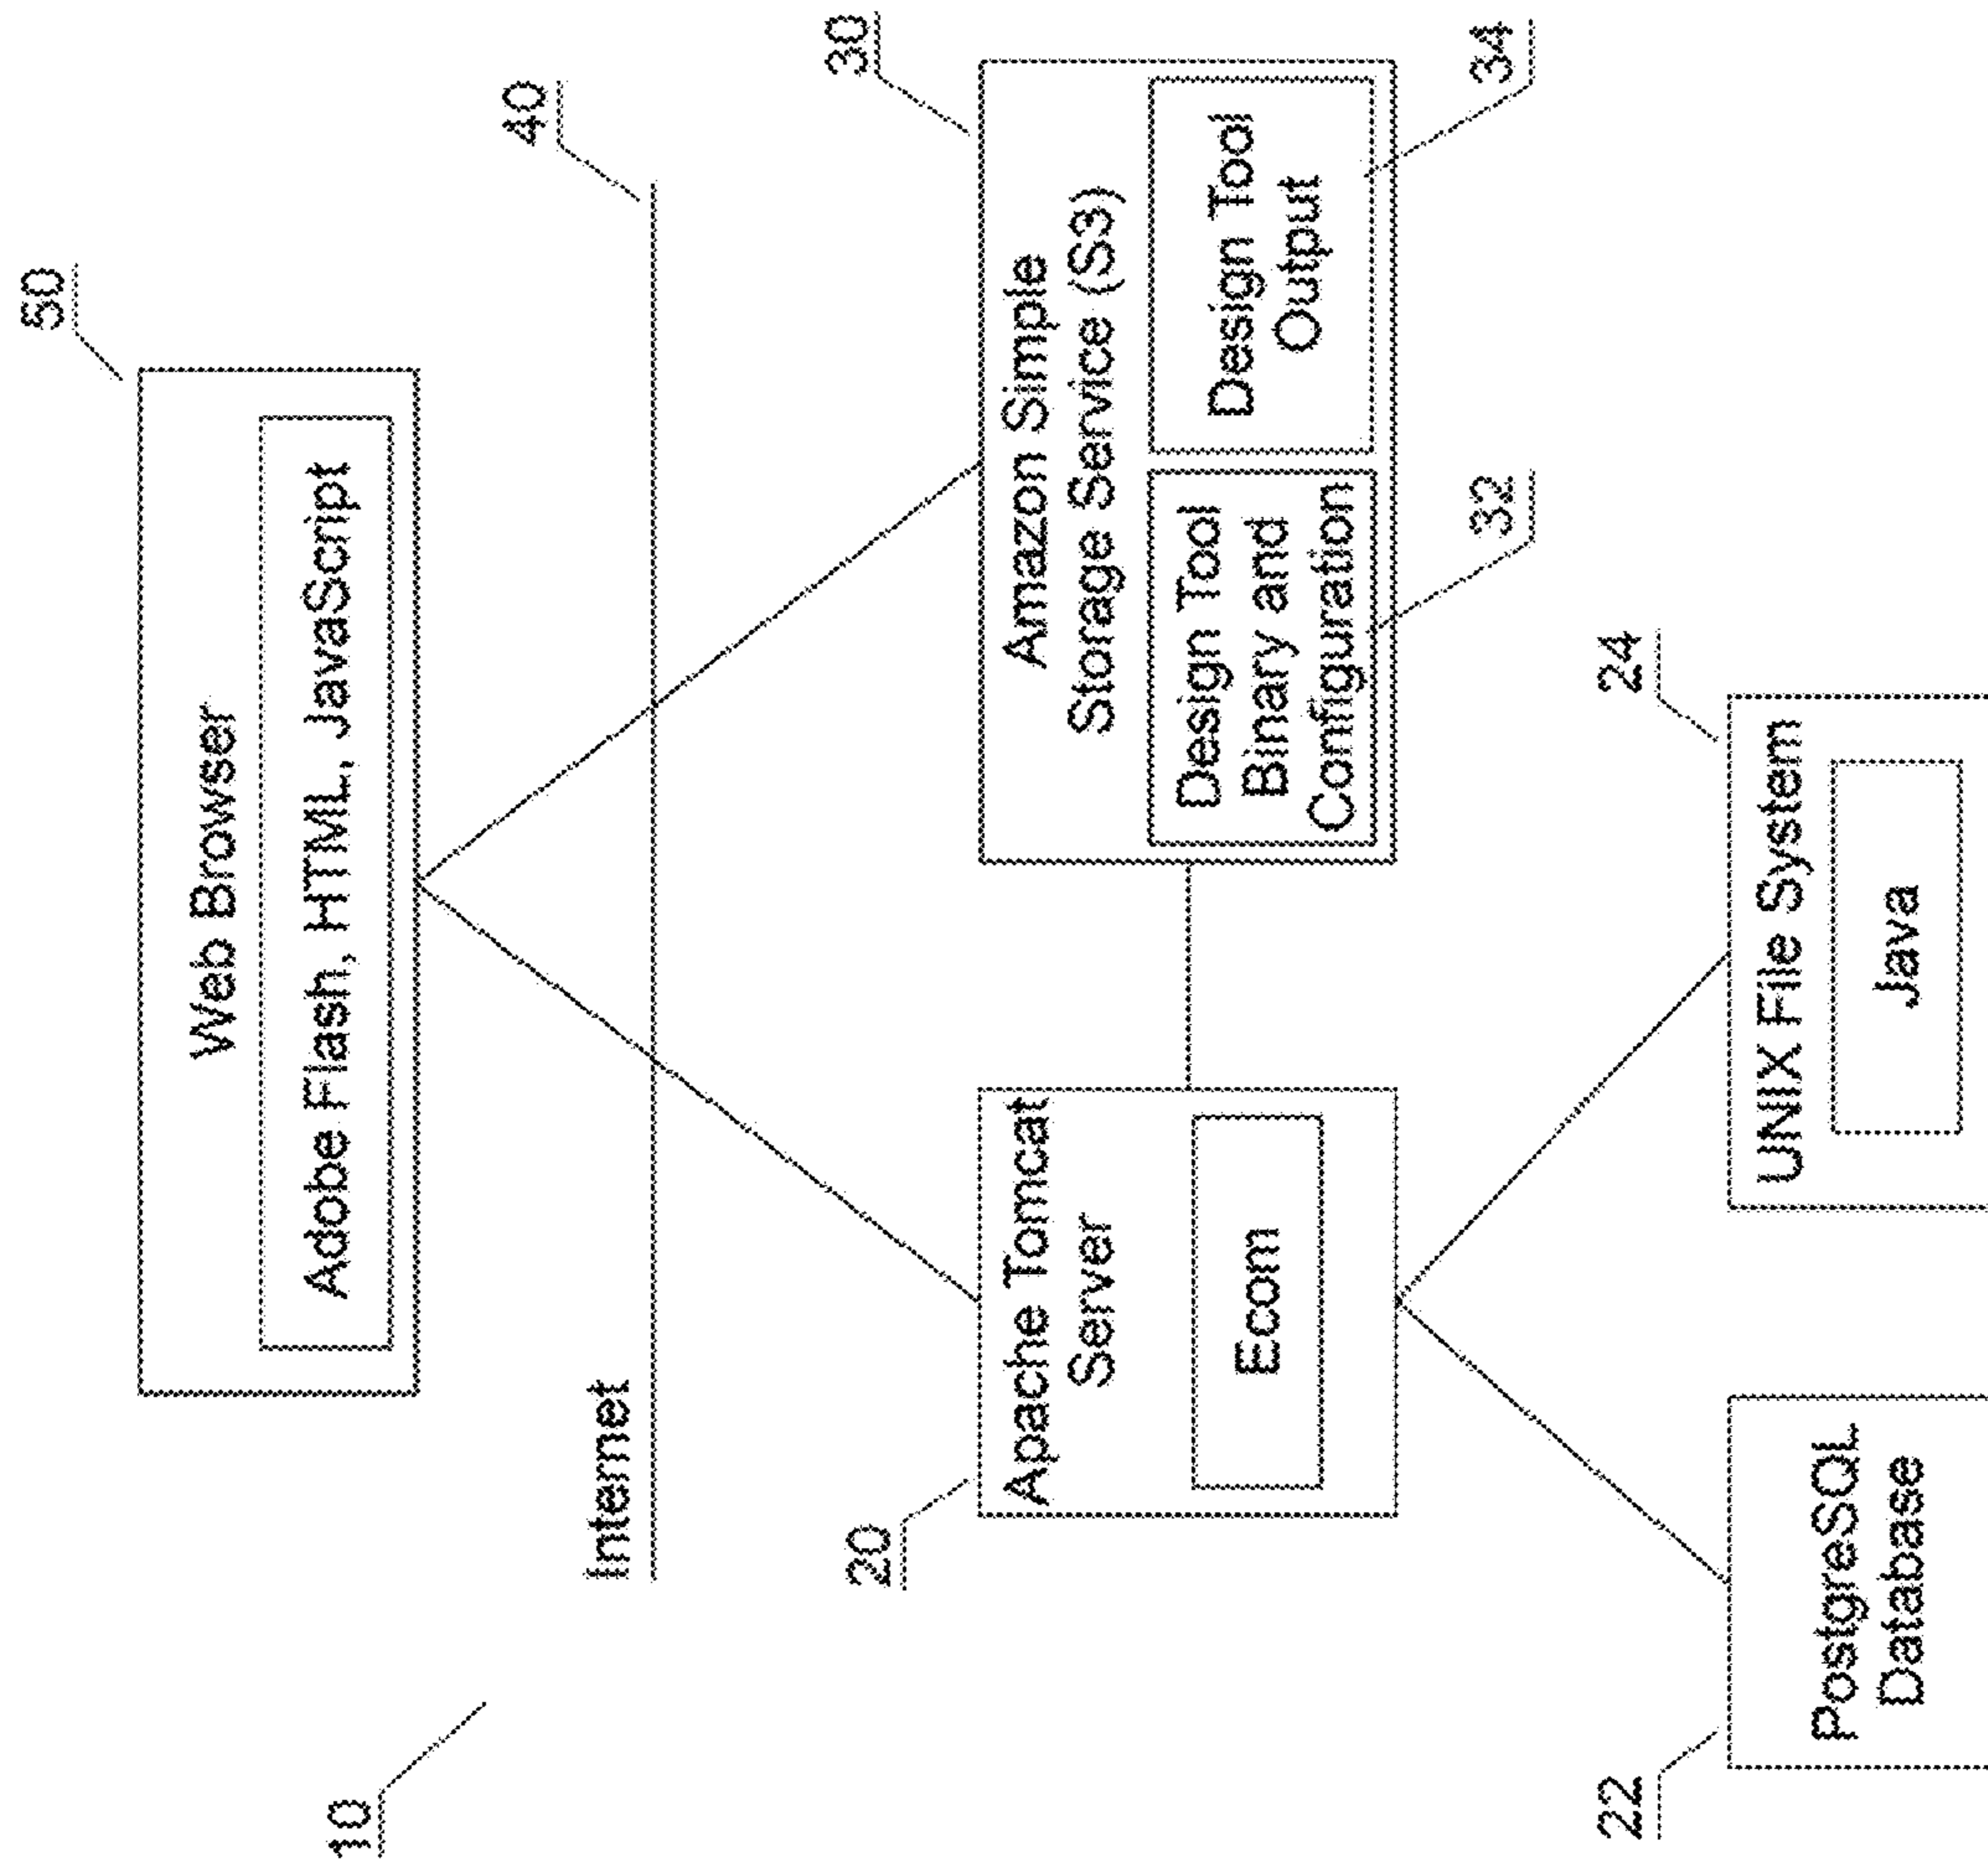 50
Web Browser
Adobe Flash, HTML, JavaScript
10
40
Internet
20
30
Apache Tomcat
Server
Ecom
Amazon Simple
Storage Service (S3)
Design Tool
Binary and
Configuration
Design Tool
Output
32
34
22
24
PostgreSQL
Database
UNIX File System
Java